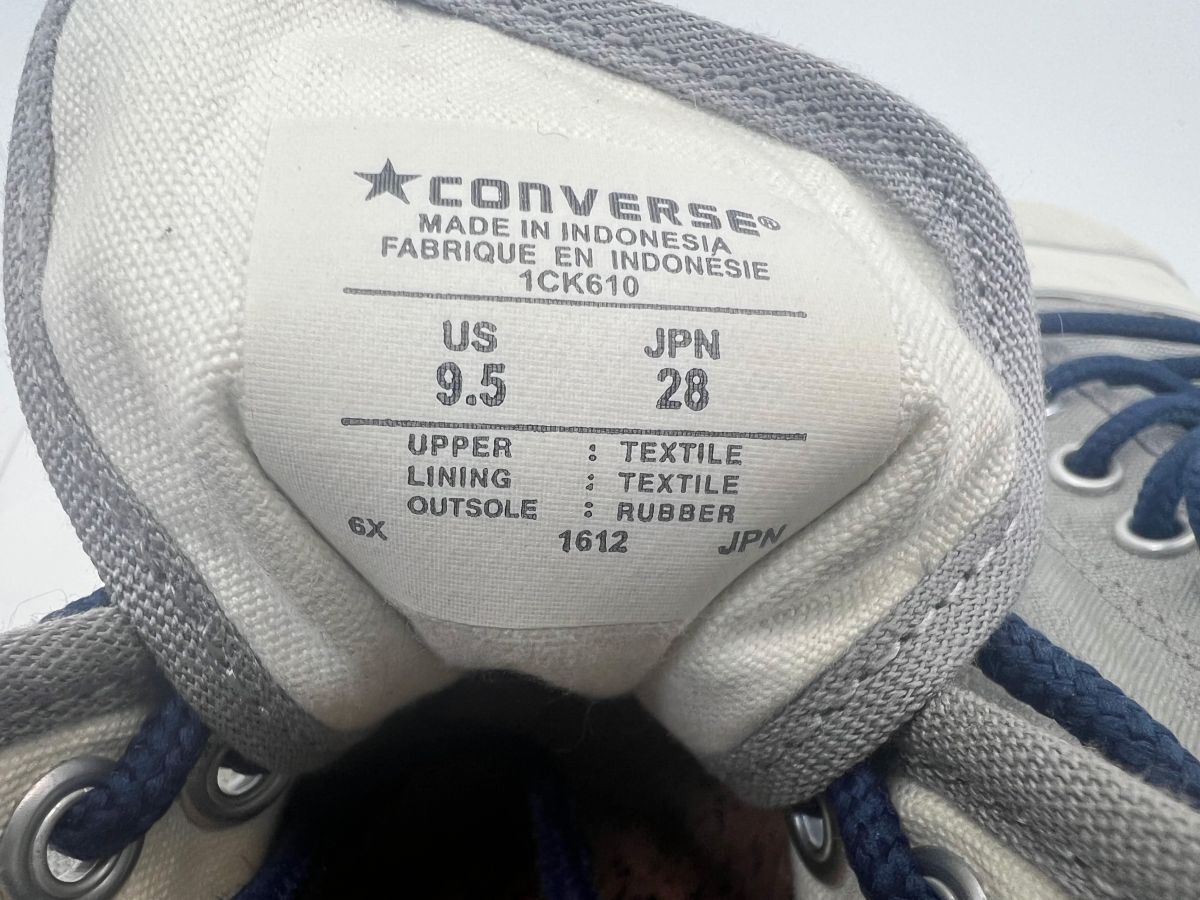 ★CONVERSE®
MADE IN INDONESIA
FABRIQUE EN INDONÉSIE
1CK610
US JPN
9.5 28
UPPER : TEXTILE
LINING : TEXTILE
OUTSOLE : RUBBER
6X 1612 JPN